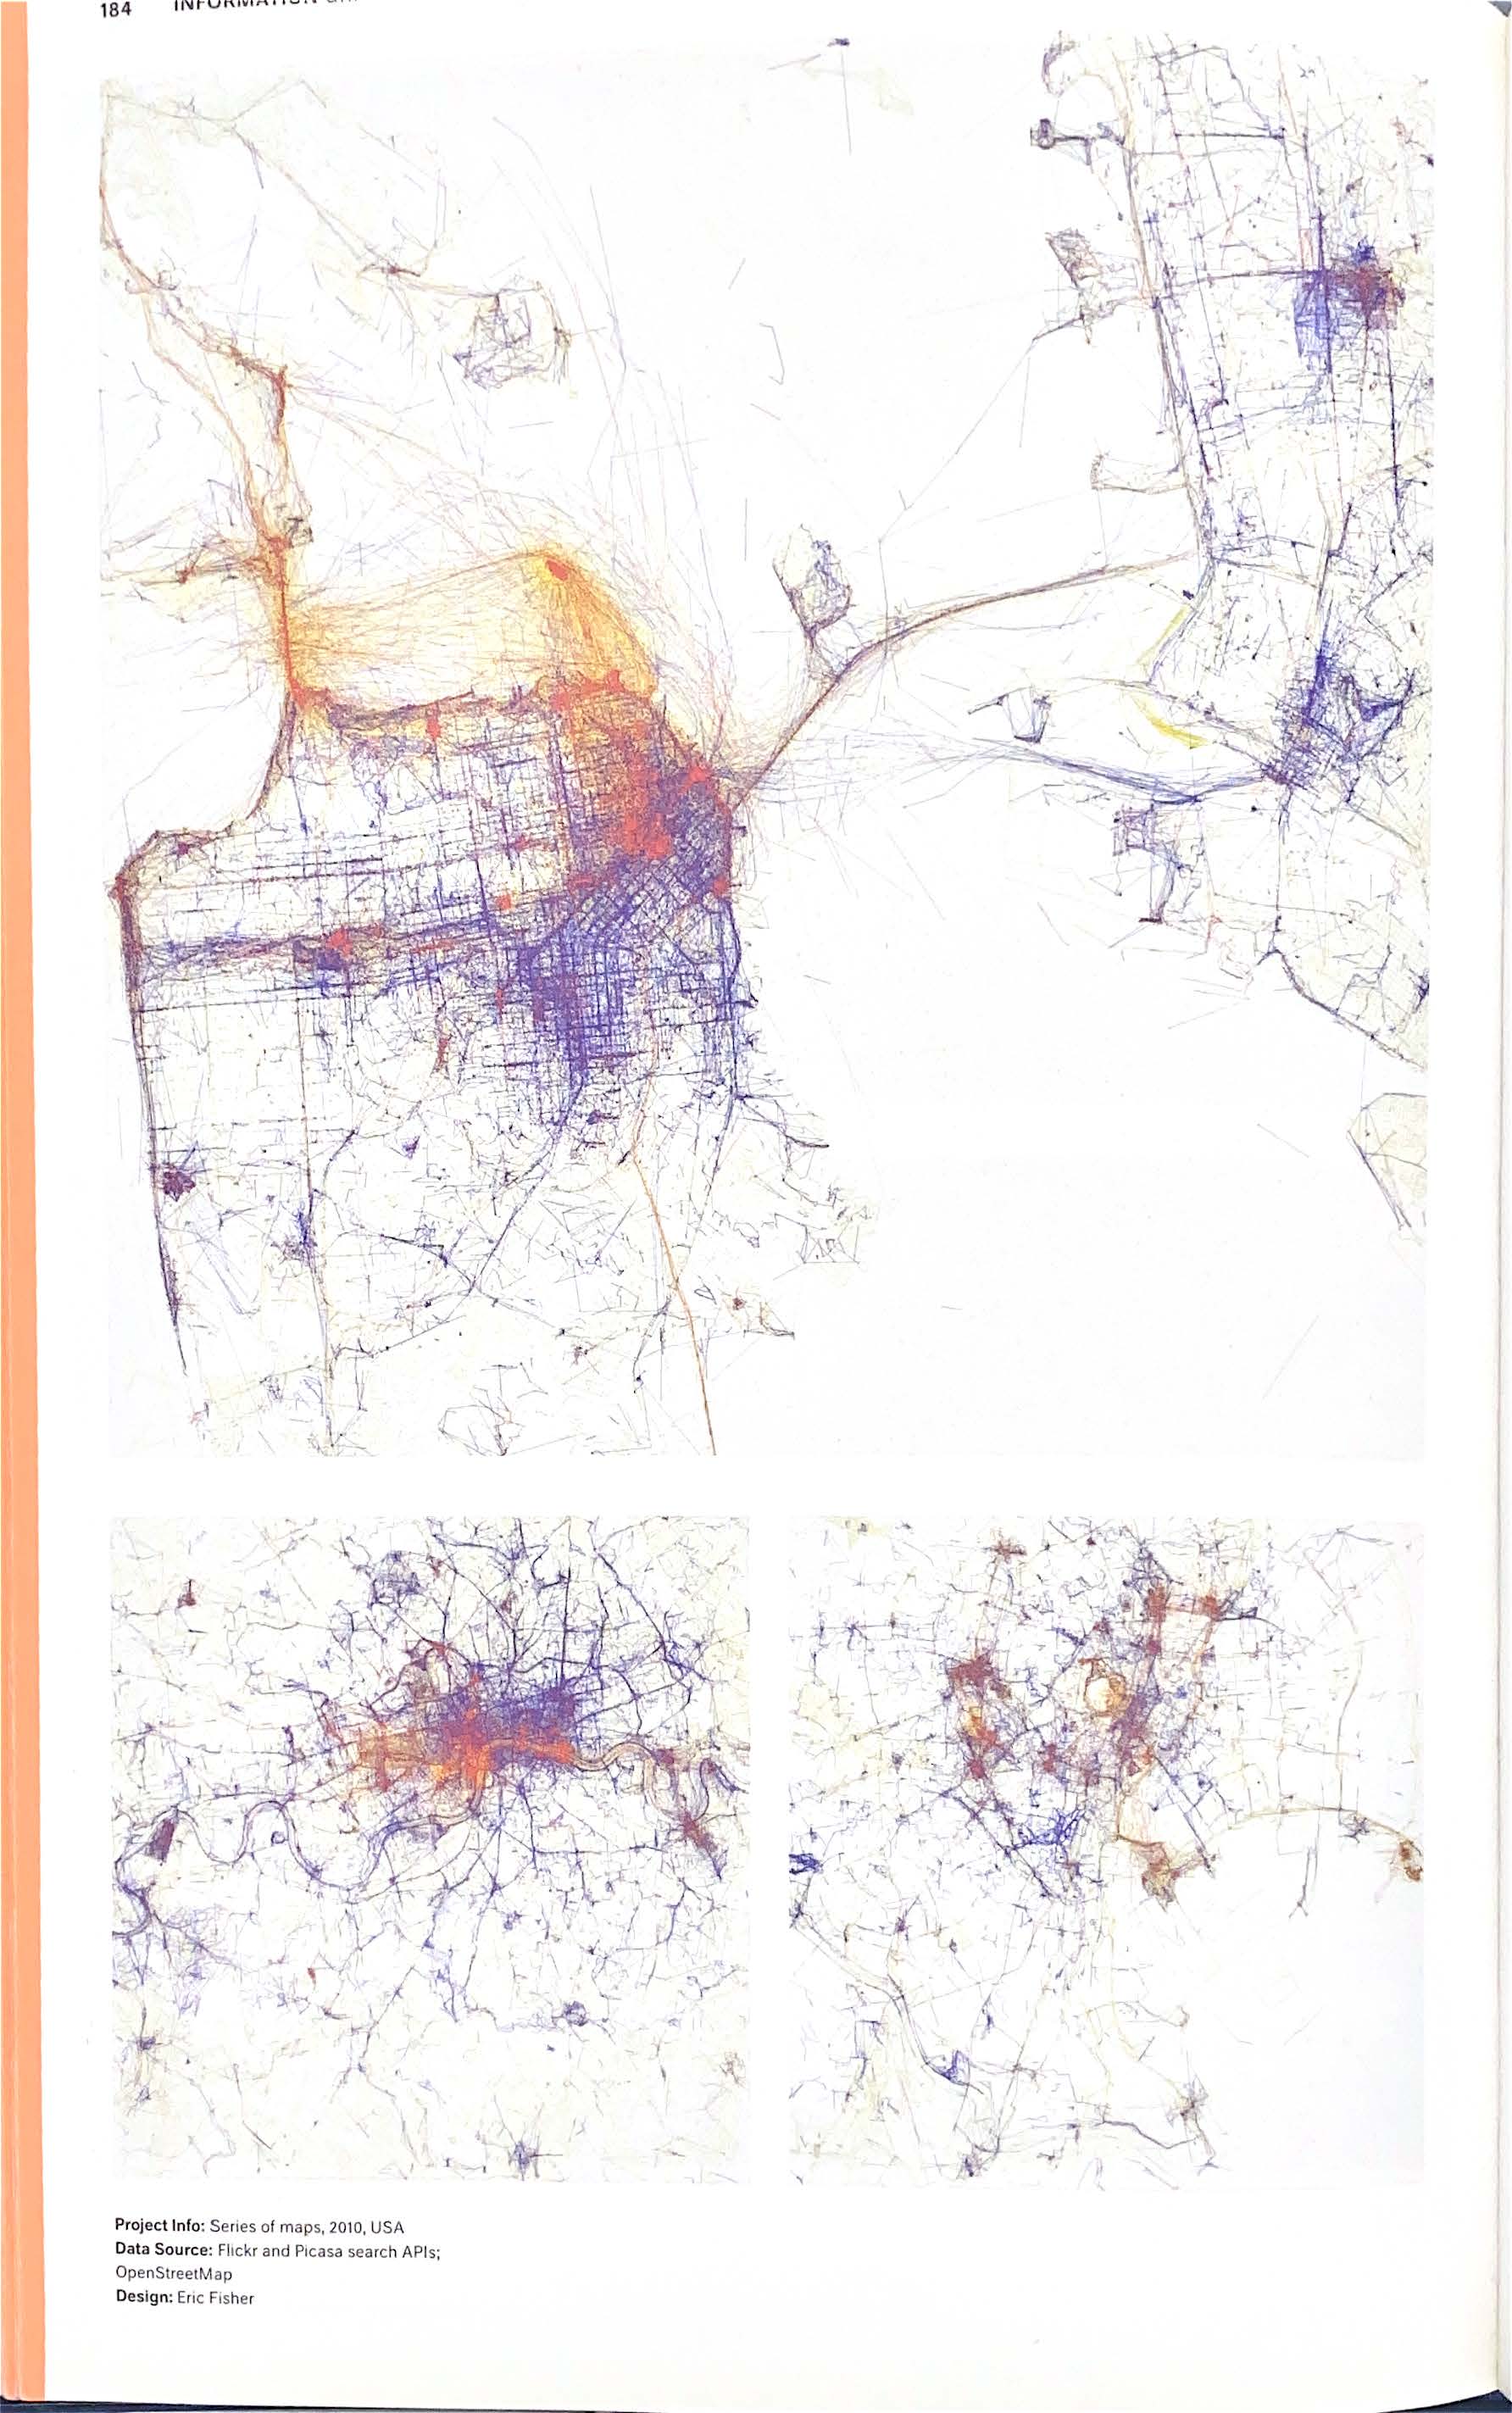 184 INFORMATION
Project Info: Series of maps, 2010, USA
Data Source: Flickr and Picasa search APIs;
OpenStreetMap
Design: Eric Fisher